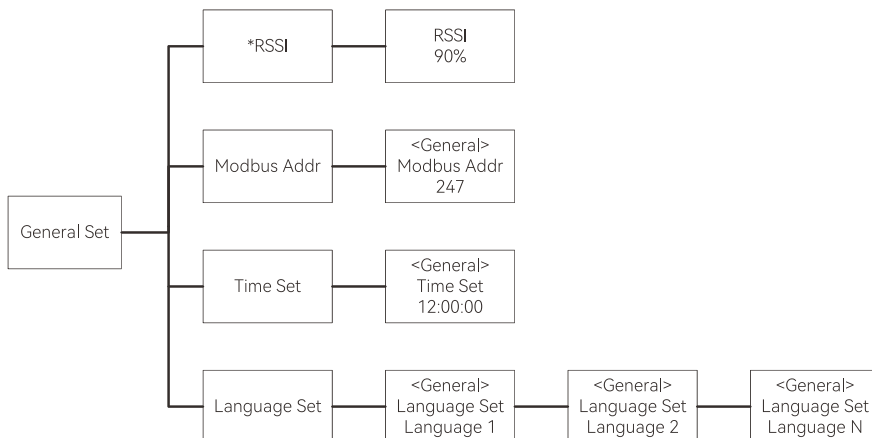 *RSSI
RSSI
90%
Modbus Addr
<General>
Modbus Addr
247
General Set
Time Set
<General>
Time Set
12:00:00
Language Set
<General>
Language Set
Language 1
<General>
Language Set
Language 2
<General>
Language Set
Language N